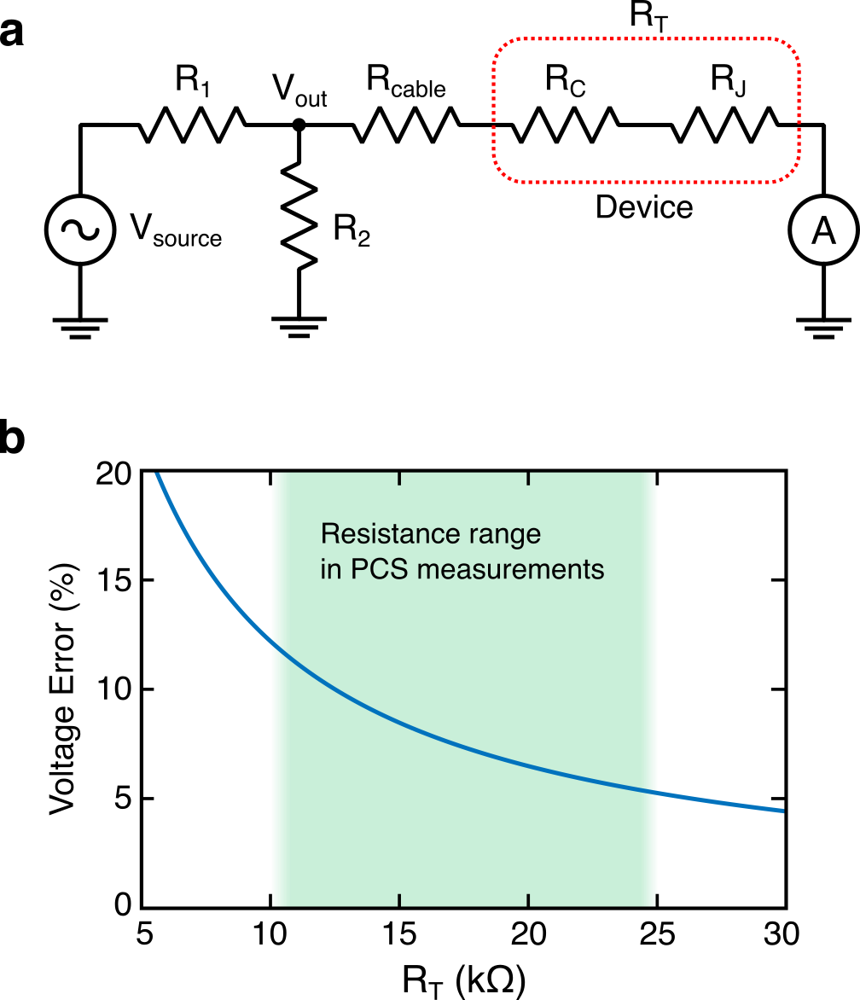 a
R_T
R_1
V_out
R_cable
R_C
R_J
V_source
R_2
Device
A
b
20
15
10
5
0
Voltage Error (%)
Resistance range
in PCS measurements
5 10 15 20 25 30
R_T (kΩ)